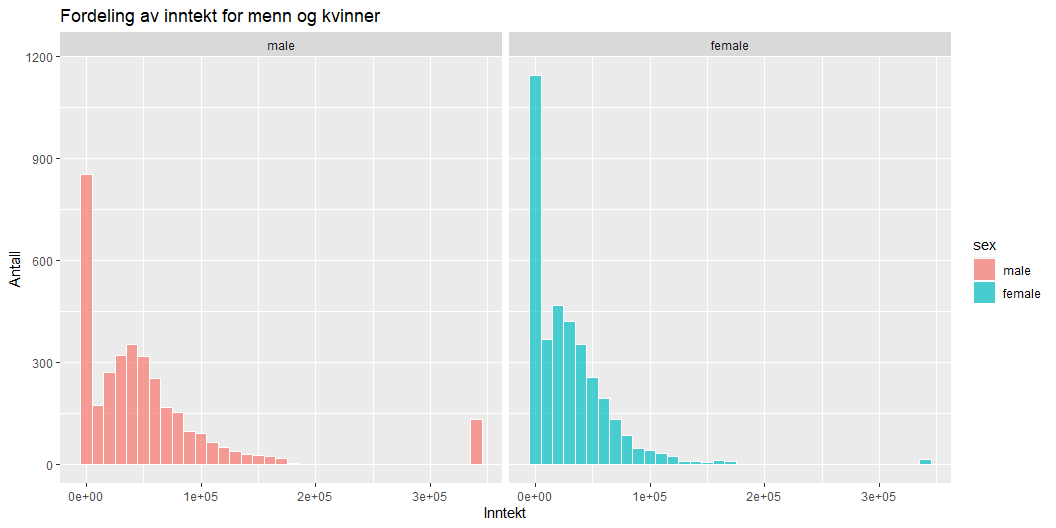 Fordeling av inntekt for menn og kvinner
male
female
1200
900
600
300
0
Antall
0e+00
1e+05
2e+05
3e+05
0e+00
1e+05
2e+05
3e+05
Inntekt
sex
male
female